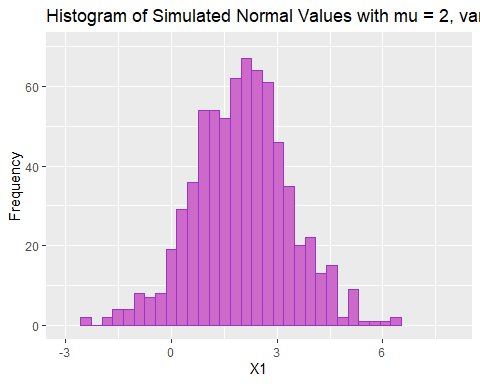 Histogram of Simulated Normal Values with mu = 2, var
60
40
20
0
Frequency
-3 0 3 6
X1